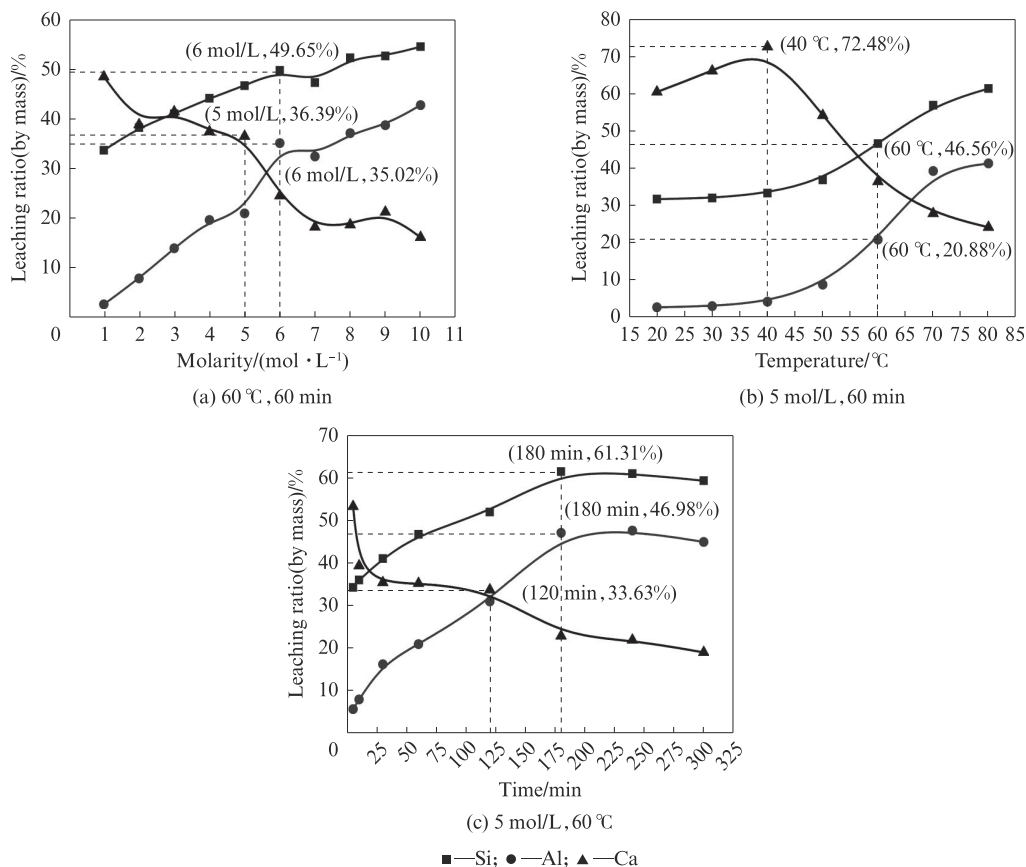 60
50
40
30
20
10
0
Leaching ratio(by mass)/%
(6 mol/L,49.65%)
(5 mol/L,36.39%)
(6 mol/L,35.02%)
1 2 3 4 5 6 7 8 9 10 11
Molarity/(mol · L⁻¹)
(a) 60 ℃,60 min
80
70
60
50
40
30
20
10
0
Leaching ratio(by mass)/%
(40 ℃,72.48%)
(60 ℃,46.56%)
(60 ℃,20.88%)
15 20 25 30 35 40 45 50 55 60 65 70 75 80 85
Temperature/℃
(b) 5 mol/L,60 min
70
60
50
40
30
20
10
0
Leaching ratio(by mass)/%
(180 min,61.31%)
(180 min,46.98%)
(120 min,33.63%)
25 50 75 100 125 150 175 200 225 250 275 300 325
Time/min
(c) 5 mol/L,60 ℃
■—Si; ●—Al; ▲—Ca